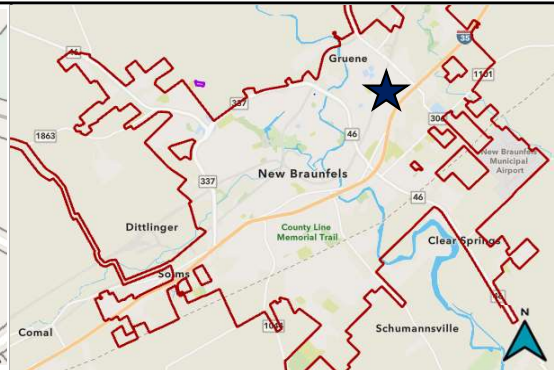 46
Gruene
35
337
1101
1863
306
46
New Braunfels
Municipal
Airport
New Braunfels
337
46
Dittlinger
County Line
Memorial Trail
Clear Springs
Solms
Comal
Schumannsville
N